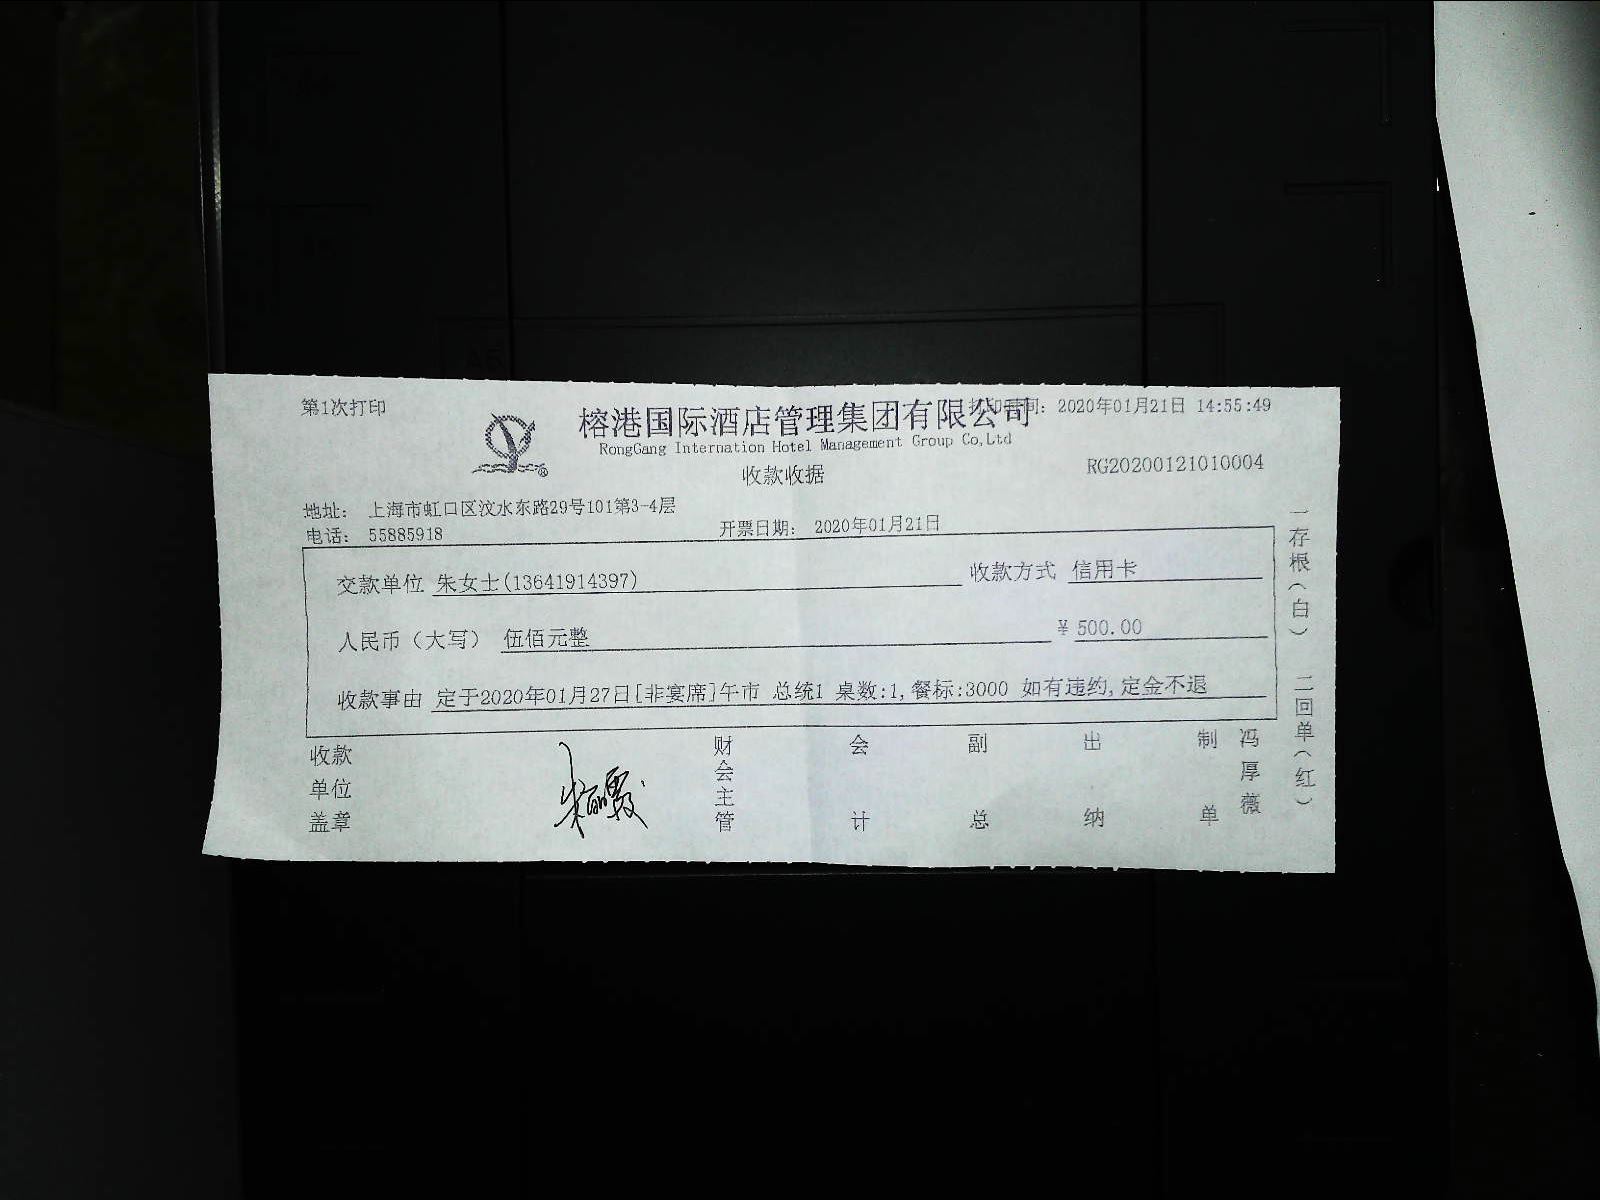 第1次打印
榕港国际酒店管理集团有限公司
打印时间: 2020年01月21日 14:55:49
RongGang Internation Hotel Management Group Co,Ltd
收款收据
RG20200121010004
地址: 上海市虹口区汶水东路29号101第3-4层
电话: 55885918
开票日期: 2020年01月21日
交款单位 朱女士(13641914397) 收款方式 信用卡
人民币（大写） 伍佰元整 ¥ 500.00
收款事由 定于2020年01月27日[非宴席]午市 总统1 桌数:1,餐标:3000 如有违约,定金不退
收款单位盖章
财会主管
会计
副总
出纳
制单
冯厚薇
一存根(白) 二回单(红)
A5